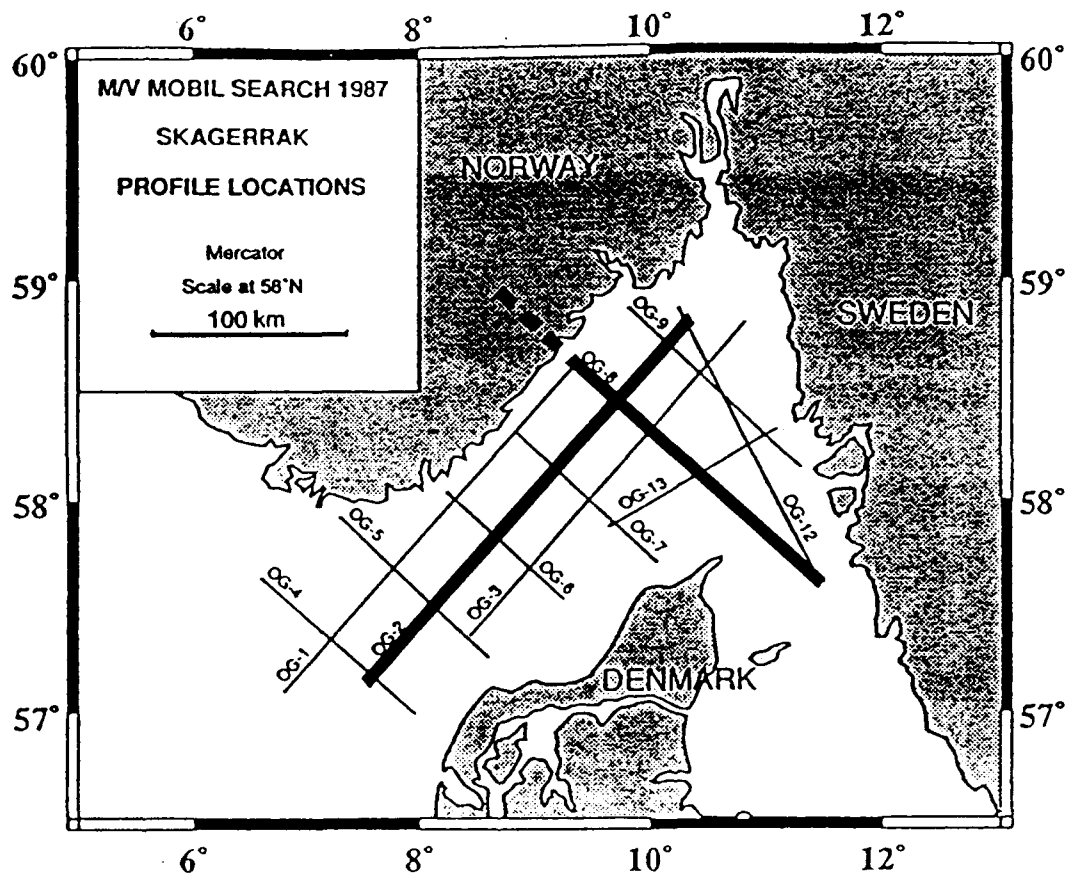 6° 8° 10° 12°
60° 60°
M/V MOBIL SEARCH 1987
SKAGERRAK
PROFILE LOCATIONS
Mercator
Scale at 58°N
100 km
NORWAY
SWEDEN
DENMARK
59° 59°
58° 58°
57° 57°
OG-9
OG-8
OG-13
OG-12
OG-7
OG-6
OG-5
OG-4
OG-3
OG-2
OG-1
6° 8° 10° 12°